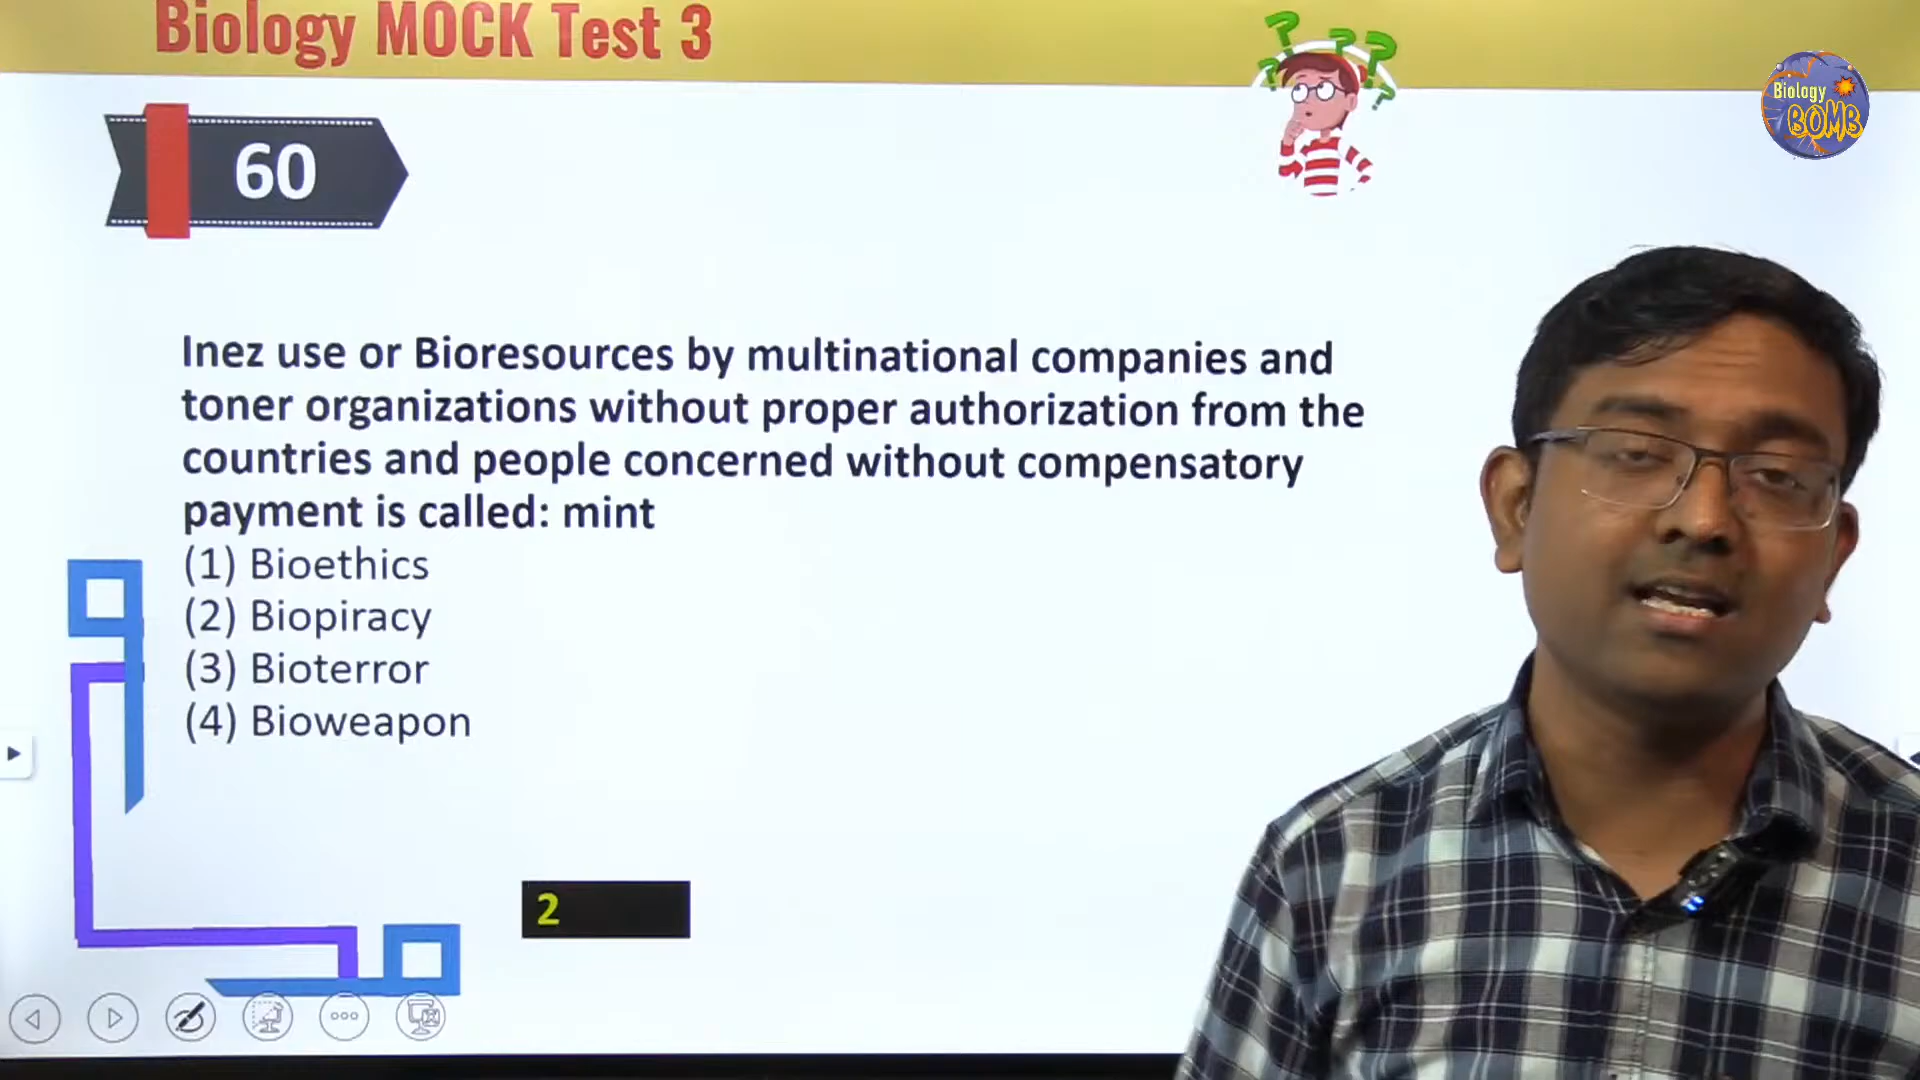 Biology MOCK Test 3
Biology
BOMB
60
Inez use or Bioresources by multinational companies and
toner organizations without proper authorization from the
countries and people concerned without compensatory
payment is called: mint
(1) Bioethics
(2) Biopiracy
(3) Bioterror
(4) Bioweapon
2